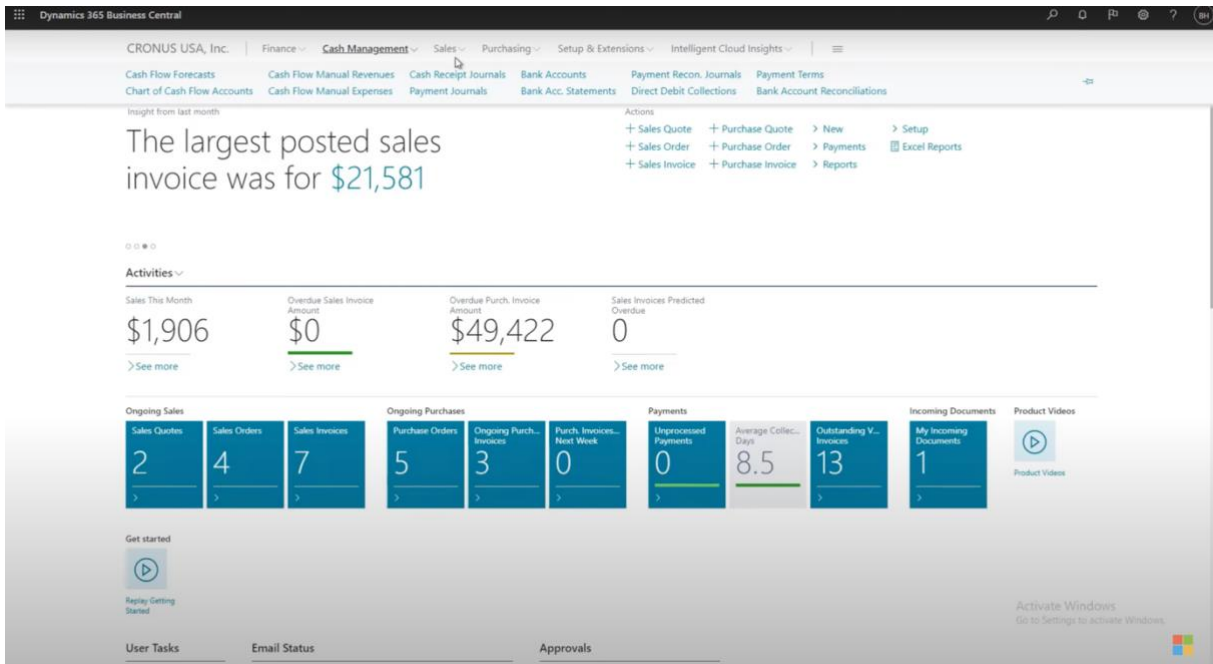 Dynamics 365 Business Central
BH
CRONUS USA, Inc. Finance Cash Management Sales Purchasing Setup & Extensions Intelligent Cloud Insights
Cash Flow Forecasts Cash Flow Manual Revenues Cash Receipt Journals Bank Accounts Payment Recon. Journals Payment Terms
Chart of Cash Flow Accounts Cash Flow Manual Expenses Payment Journals Bank Acc. Statements Direct Debit Collections Bank Account Reconciliations
Insight from last month
The largest posted sales
invoice was for $21,581
Actions
+ Sales Quote + Purchase Quote > New > Setup
+ Sales Order + Purchase Order > Payments Excel Reports
+ Sales Invoice + Purchase Invoice > Reports
Activities
Sales This Month
$1,906
> See more
Overdue Sales Invoice
Amount
$0
> See more
Overdue Purch. Invoice
Amount
$49,422
> See more
Sales Invoices Predicted
Overdue
0
> See more
Ongoing Sales
Sales Quotes
2
Sales Orders
4
Sales Invoices
7
Ongoing Purchases
Purchase Orders
5
Ongoing Purch...
Invoices
3
Purch. Invoices...
Next Week
0
Payments
Unprocessed
Payments
0
Average Collec...
Days
8.5
Outstanding V...
Invoices
13
Incoming Documents
My Incoming
Documents
1
Product Videos
Product Videos
Get started
Replay Getting
Started
Activate Windows
Go to Settings to activate Windows.
User Tasks Email Status Approvals